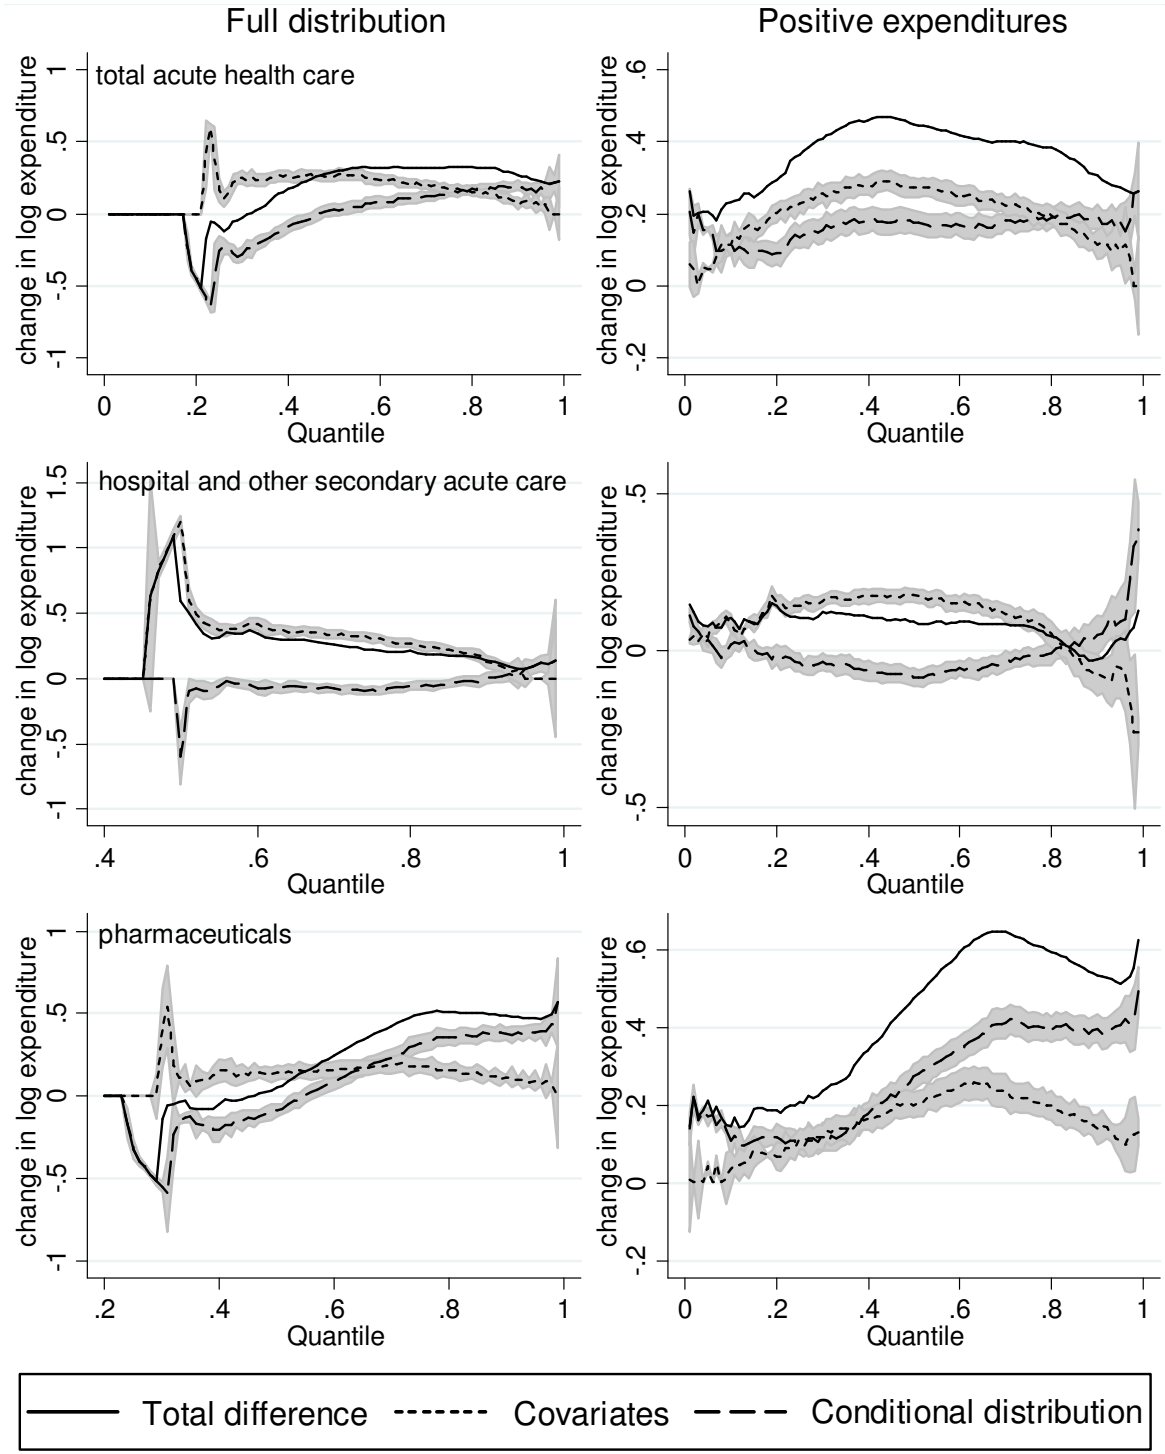 Full distribution
Positive expenditures
total acute health care
change in log expenditure
1
.5
0
-.5
-1
0 .2 .4 .6 .8 1
Quantile
change in log expenditure
.6
.4
.2
0
-.2
0 .2 .4 .6 .8 1
Quantile
hospital and other secondary acute care
change in log expenditure
1.5
1
.5
0
-.5
-1
.4 .6 .8 1
Quantile
change in log expenditure
.5
0
-.5
0 .2 .4 .6 .8 1
Quantile
pharmaceuticals
change in log expenditure
1
.5
0
-.5
-1
.2 .4 .6 .8 1
Quantile
change in log expenditure
.6
.4
.2
0
-.2
0 .2 .4 .6 .8 1
Quantile
Total difference Covariates Conditional distribution